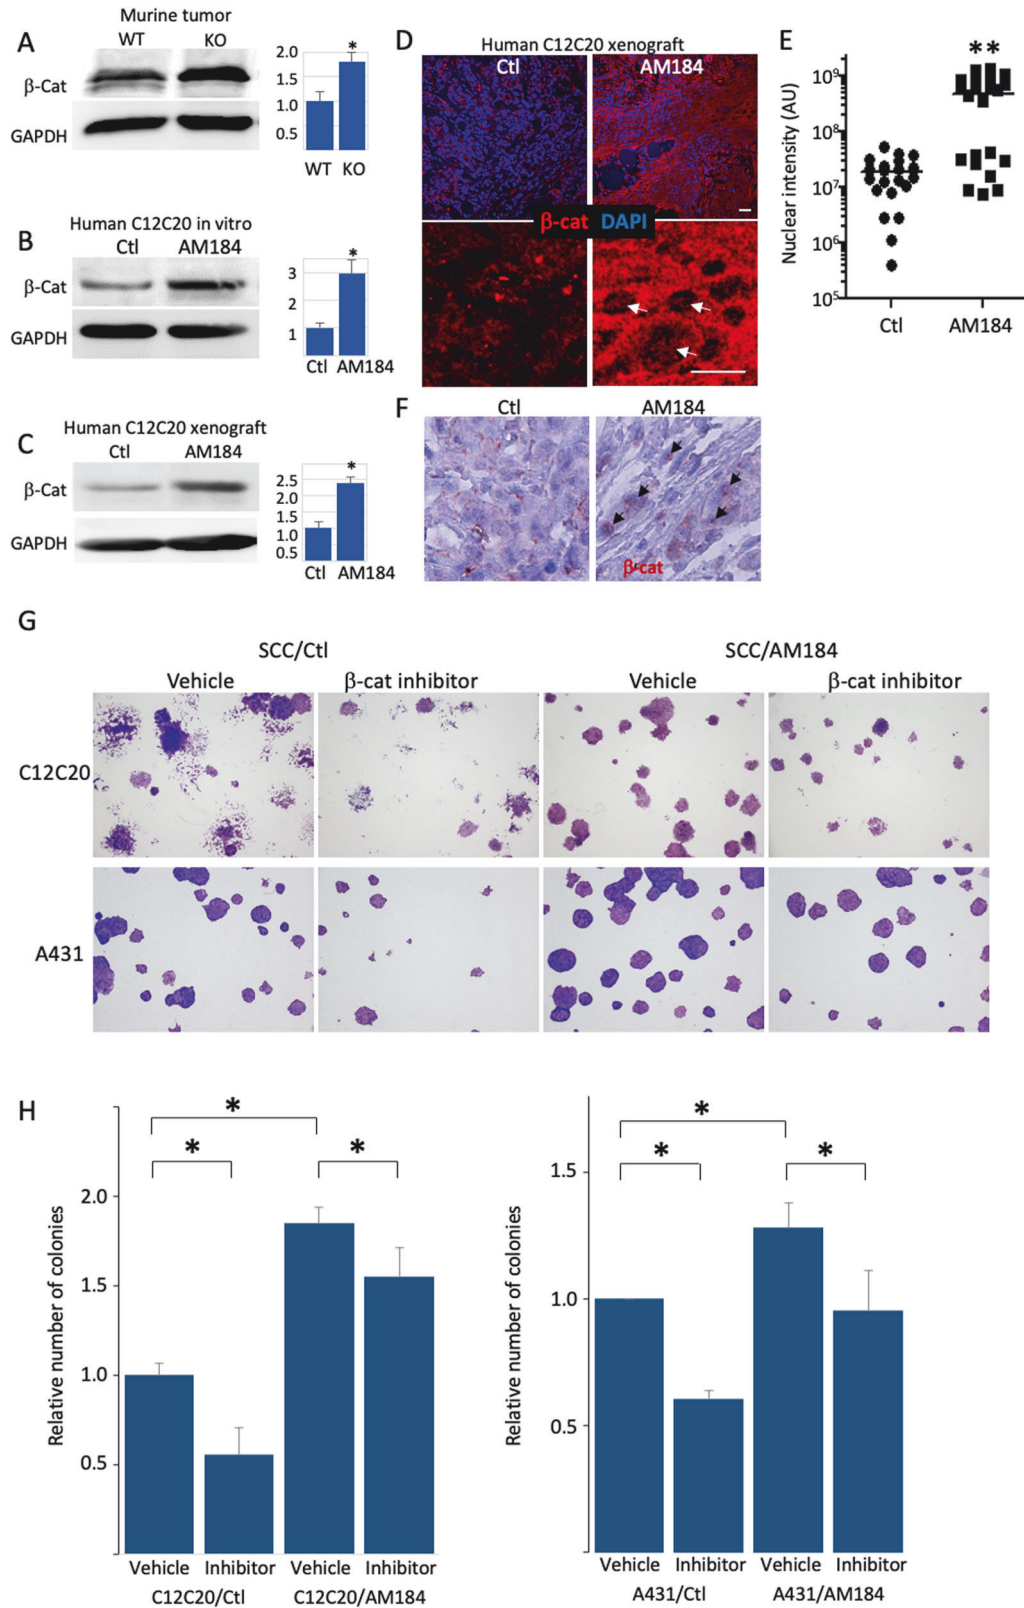 A
Murine tumor
WT KO
β-Cat
GAPDH
2.0
1.5
1.0
0.5
*
WT KO
B
Human C12C20 in vitro
Ctl AM184
β-Cat
GAPDH
3
2
1
*
Ctl AM184
C
Human C12C20 xenograft
Ctl AM184
β-Cat
GAPDH
2.5
2.0
1.5
1.0
0.5
*
Ctl AM184
D
Human C12C20 xenograft
Ctl AM184
β-cat DAPI
E
**
Nuclear intensity (AU)
10⁹
10⁸
10⁷
10⁶
10⁵
Ctl AM184
F
Ctl AM184
β-cat
G
SCC/Ctl SCC/AM184
Vehicle β-cat inhibitor Vehicle β-cat inhibitor
C12C20
A431
H
Relative number of colonies
2.0
1.5
1.0
0.5
* * *
Vehicle Inhibitor Vehicle Inhibitor
C12C20/Ctl C12C20/AM184
Relative number of colonies
1.5
1.0
0.5
* * *
Vehicle Inhibitor Vehicle Inhibitor
A431/Ctl A431/AM184